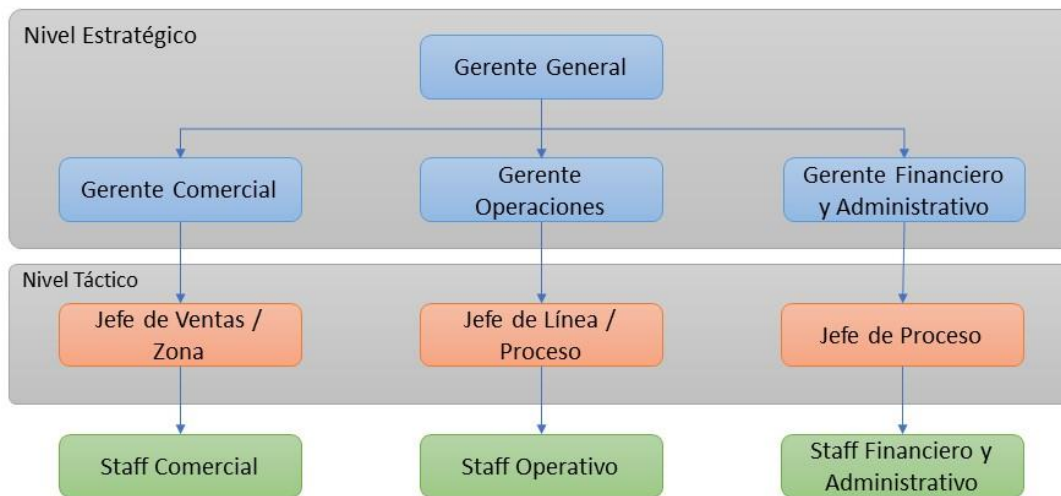 Nivel Estratégico
Gerente General
Gerente Comercial
Gerente
Operaciones
Gerente Financiero
y Administrativo
Nivel Táctico
Jefe de Ventas /
Zona
Jefe de Línea /
Proceso
Jefe de Proceso
Staff Comercial
Staff Operativo
Staff Financiero y
Administrativo